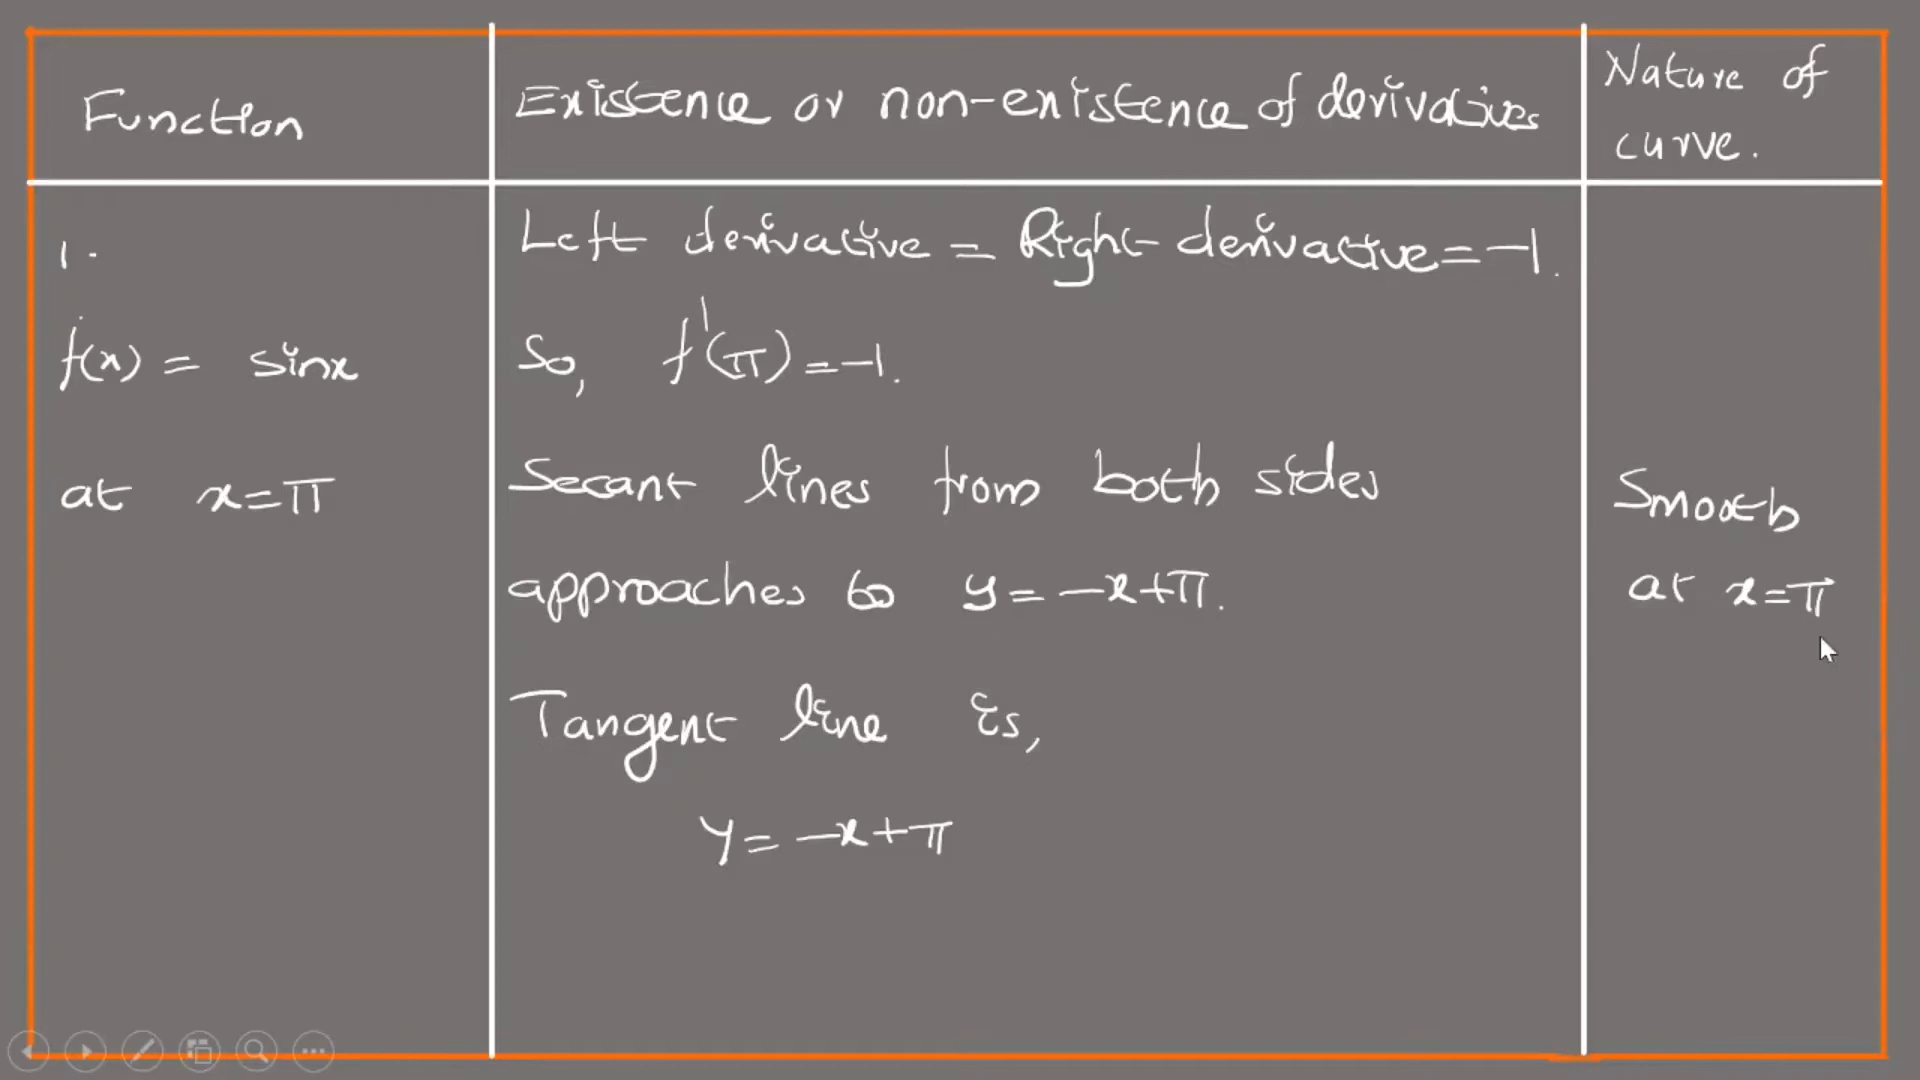 Function
Existence or non-existence of derivatives
Nature of
curve.
1.
f(x) = sinx
at x=π
Left derivative = Right derivative=-1.
So, f'(π)=-1.
Secant lines from both sides
approaches to y=-x+π.
Tangent line is,
y=-x+π
Smooth
at x=π